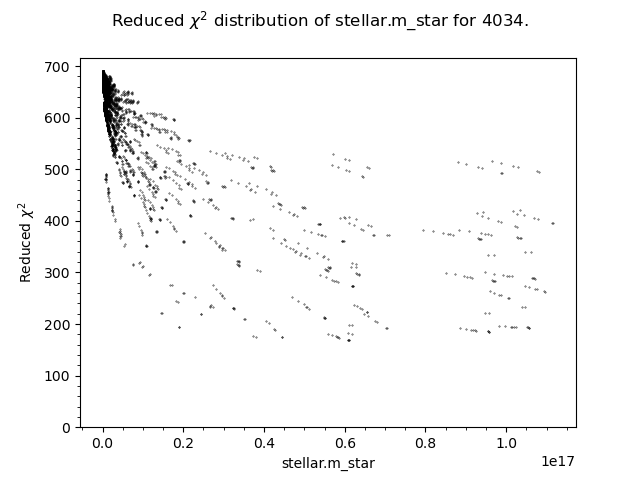 Reduced χ² distribution of stellar.m_star for 4034.
700
600
500
400
300
200
100
0
Reduced χ²
0.0 0.2 0.4 0.6 0.8 1.0
1e17
stellar.m_star